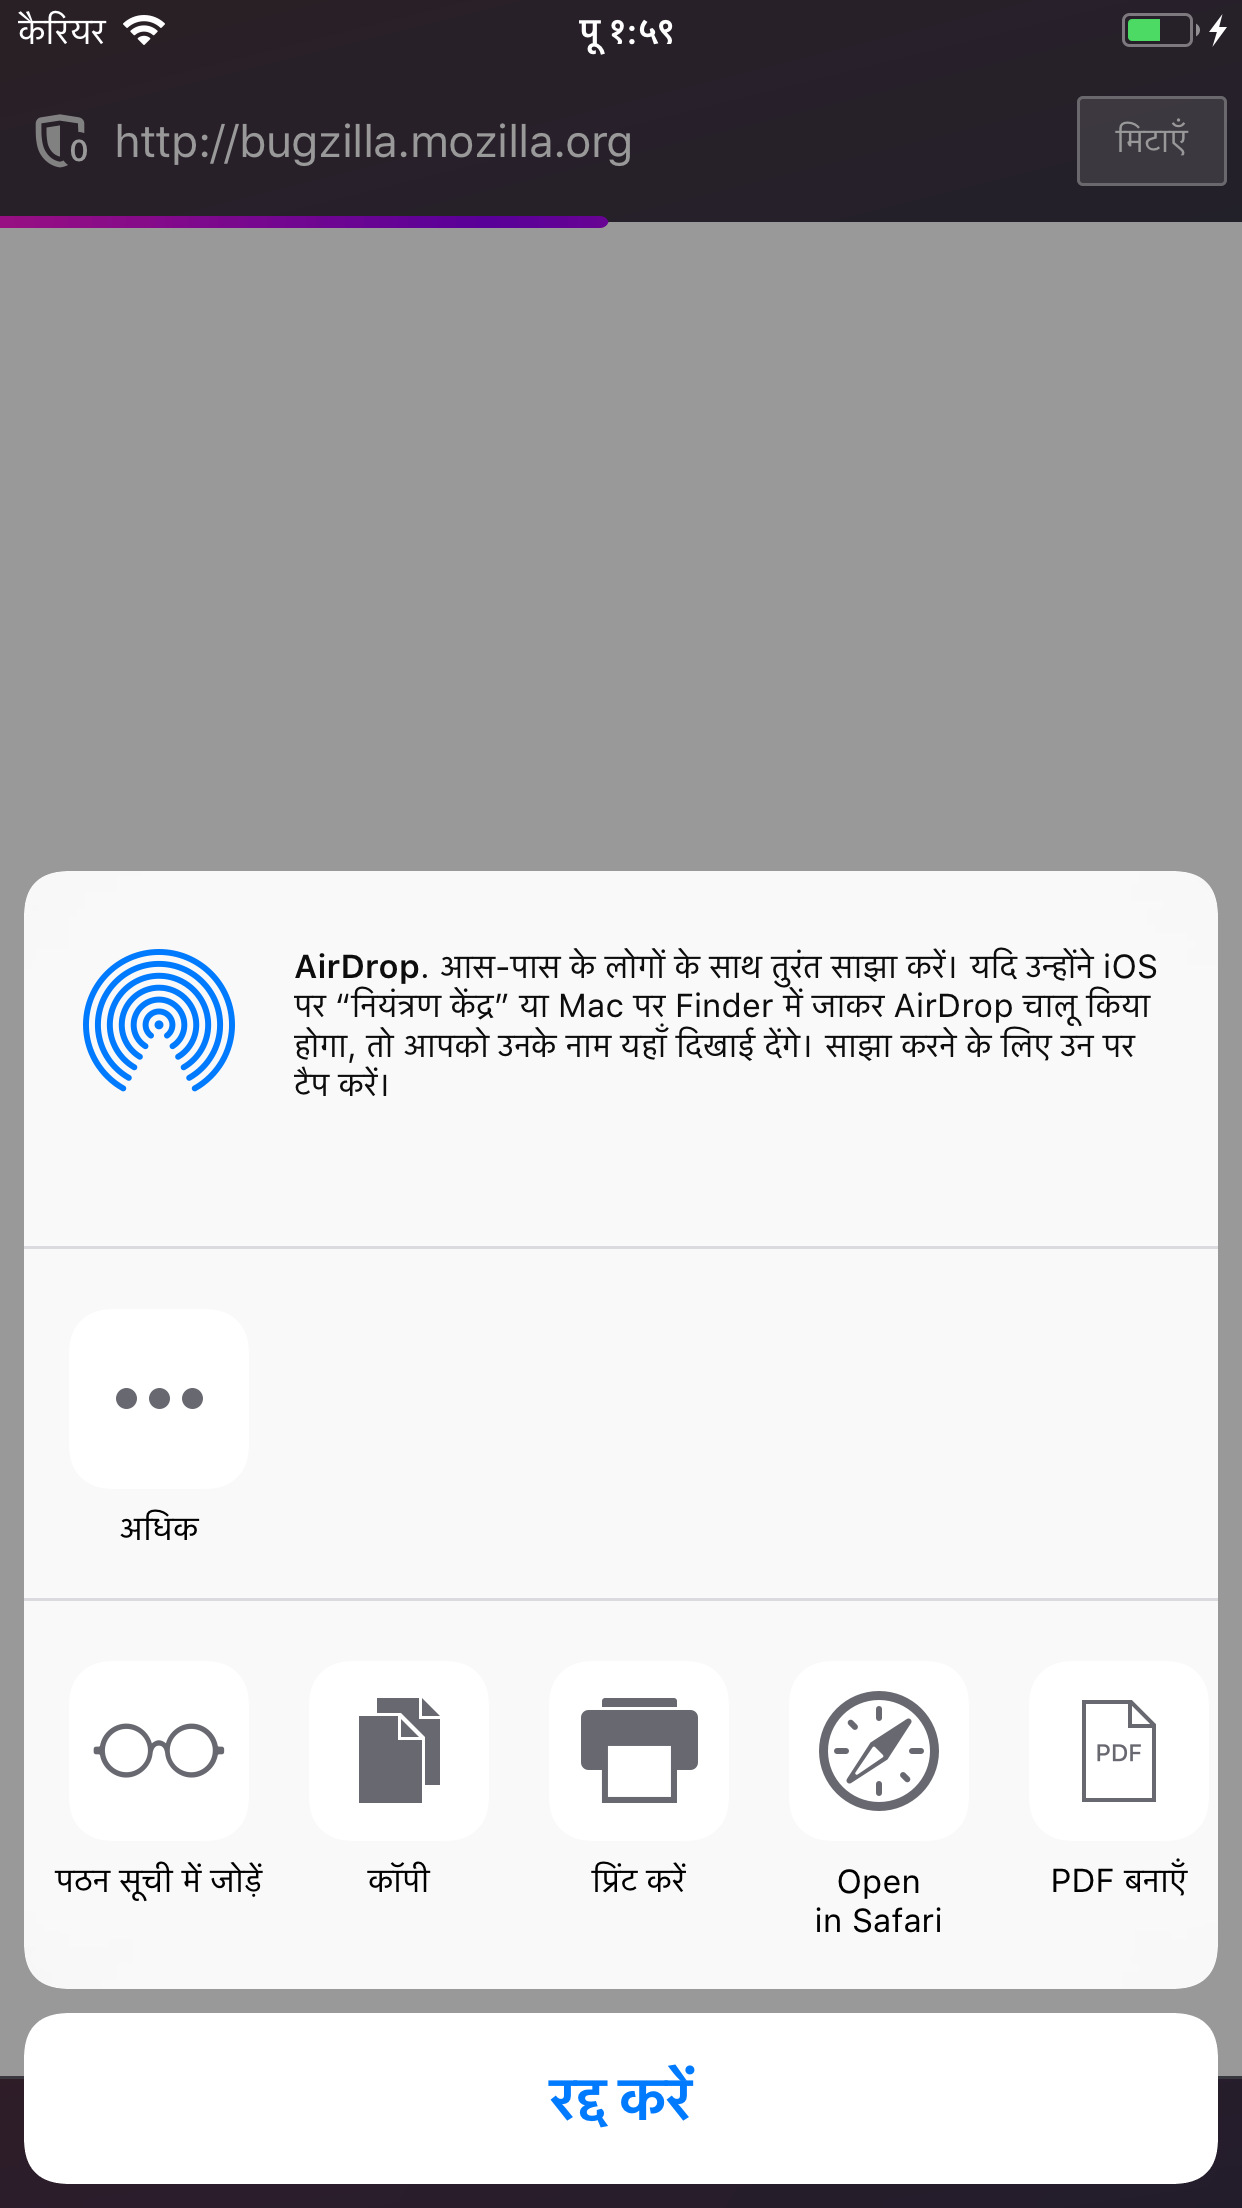 कैरियर
पू १:५९
0
http://bugzilla.mozilla.org
मिटाएँ
AirDrop. आस-पास के लोगों के साथ तुरंत साझा करें। यदि उन्होंने iOS
पर “नियंत्रण केंद्र” या Mac पर Finder में जाकर AirDrop चालू किया
होगा, तो आपको उनके नाम यहाँ दिखाई देंगे। साझा करने के लिए उन पर
टैप करें।
अधिक
पठन सूची में जोड़ें
कॉपी
प्रिंट करें
Open
in Safari
PDF
PDF बनाएँ
रद्द करें